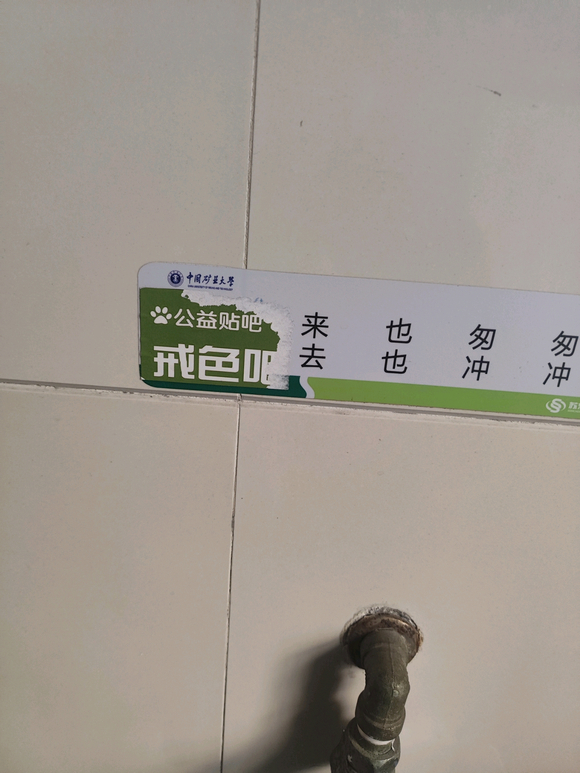 中国矿业大学
公益贴吧
戒色吧
来 也 匆 匆
去 也 冲 冲